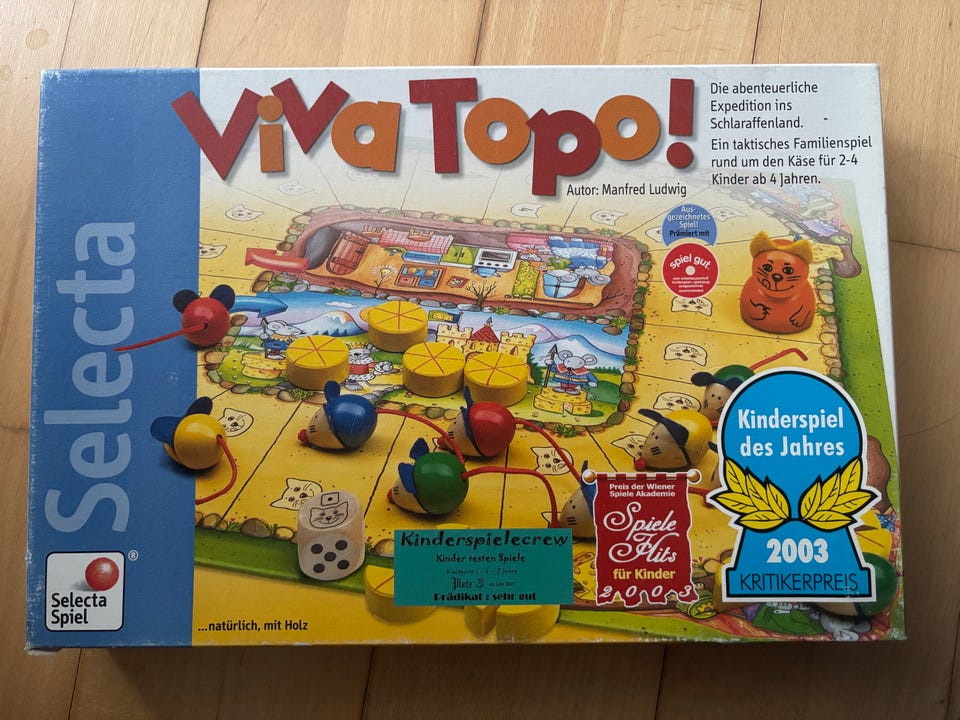 Viva Topo!
Die abenteuerliche
Expedition ins
Schlaraffenland.
Ein taktisches Familienspiel
rund um den Käse für 2-4
Kinder ab 4 Jahren.
Autor: Manfred Ludwig
Selecta
Aus-
gezeichnetes
Spiel!
Prämiert mit
spiel gut
Kinderspiel
des Jahres
2003
KRITIKERPREIS
Preis der Wiener
Spiele Akademie
Spiele
Hits
für Kinder
2003
Kinderspielecrew
Kinder testen Spiele
Platz
Prädikat : sehr gut
Selecta
Spiel
®
...natürlich, mit Holz